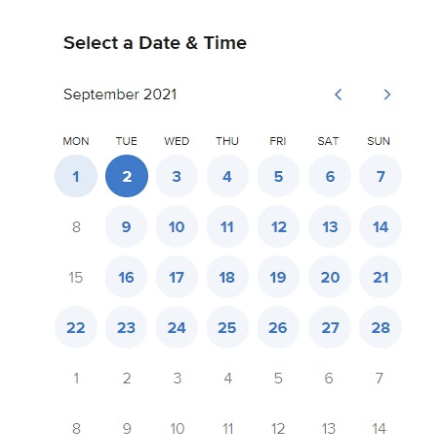 Select a Date & Time
September 2021
MON TUE WED THU FRI SAT SUN
1 2 3 4 5 6 7
8 9 10 11 12 13 14
15 16 17 18 19 20 21
22 23 24 25 26 27 28
1 2 3 4 5 6 7
8 9 10 11 12 13 14